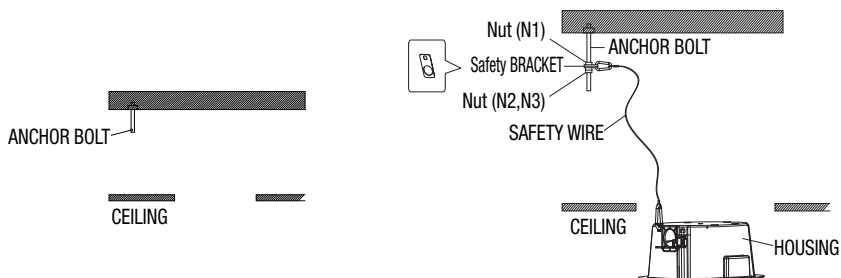 ANCHOR BOLT
CEILING
Nut (N1)
ANCHOR BOLT
Safety BRACKET
Nut (N2,N3)
SAFETY WIRE
CEILING
HOUSING